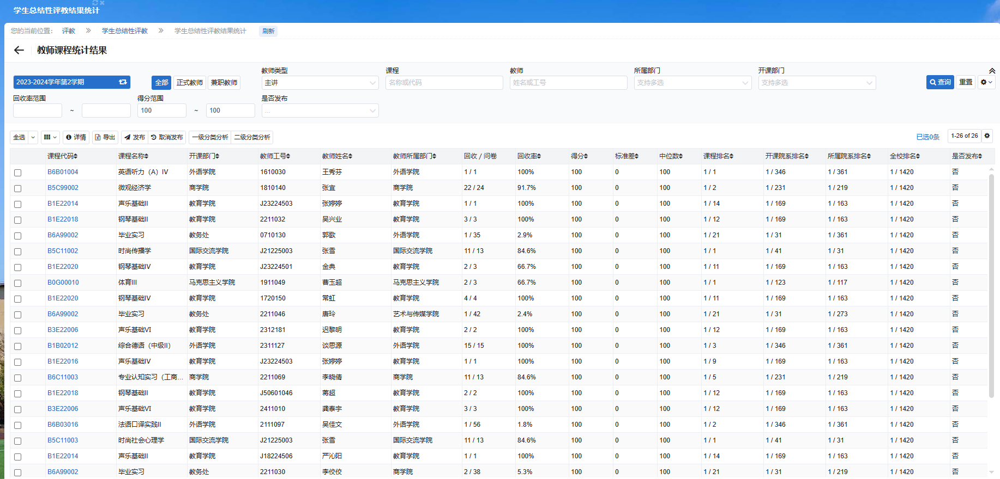 学生总结性评教结果统计
您的当前位置: 评教 学生总结性评教 学生总结性评教结果统计 刷新
教师课程统计结果
教师类型 课程 教师 所属部门 开课部门
2023-2024学年第2学期 全部 正式教师 兼职教师 主讲 名称或代码 姓名或工号 支持多选 支持多选 查询 重置
回收率范围 得分范围 是否发布
~ 100 ~ 100 ...
全选 详情 导出 发布 取消发布 一级分类分析 二级分类分析 已选0条 1-26 of 26
课程代码 课程名称 开课部门 教师工号 教师姓名 教师所属部门 回收 / 问卷 回收率 得分 标准差 中位数 课程排名 开课院系排名 所属院系排名 全校排名 是否发布
B6B01004 英语听力（A）IV 外语学院 1610030 王秀芬 外语学院 1 / 1 100% 100 0 100 1 / 1 1 / 346 1 / 361 1 / 1420 否
B5C99002 微观经济学 商学院 1810140 张宜 商学院 22 / 24 91.7% 100 0 100 1 / 2 1 / 231 1 / 219 1 / 1420 否
B1E22014 声乐基础II 教育学院 J23224503 张婷婷 教育学院 1 / 1 100% 100 0 100 1 / 14 1 / 169 1 / 163 1 / 1420 否
B1E22018 钢琴基础II 教育学院 2211032 吴兴业 教育学院 3 / 3 100% 100 0 100 1 / 12 1 / 169 1 / 163 1 / 1420 否
B6A99002 毕业实习 教务处 0710130 郭歌 外语学院 1 / 35 2.9% 100 0 100 1 / 21 1 / 31 1 / 361 1 / 1420 否
B5C11002 时尚传播学 国际交流学院 J21225003 张雪 国际交流学院 11 / 13 84.6% 100 0 100 1 / 1 1 / 41 1 / 31 1 / 1420 否
B1E22020 钢琴基础IV 教育学院 J23224501 金典 教育学院 2 / 3 66.7% 100 0 100 1 / 11 1 / 169 1 / 163 1 / 1420 否
B0G00010 体育III 马克思主义学院 1911049 曹玉超 马克思主义学院 2 / 3 66.7% 100 0 100 1 / 1 1 / 123 1 / 117 1 / 1420 否
B1E22020 钢琴基础IV 教育学院 1720150 常虹 教育学院 4 / 4 100% 100 0 100 1 / 11 1 / 169 1 / 163 1 / 1420 否
B6A99002 毕业实习 教务处 2211046 唐玲 艺术与传媒学院 1 / 42 2.4% 100 0 100 1 / 21 1 / 31 1 / 273 1 / 1420 否
B3E22006 声乐基础VI 教育学院 2312181 迟黎明 教育学院 2 / 2 100% 100 0 100 1 / 12 1 / 169 1 / 163 1 / 1420 否
B1B02012 综合德语（中级II） 外语学院 2311127 谈思源 外语学院 15 / 15 100% 100 0 100 1 / 3 1 / 346 1 / 361 1 / 1420 否
B1E22016 声乐基础IV 教育学院 J23224503 张婷婷 教育学院 1 / 1 100% 100 0 100 1 / 9 1 / 169 1 / 163 1 / 1420 否
B6C11003 专业认知实习（工商... 商学院 2211069 李晓倩 商学院 11 / 13 84.6% 100 0 100 1 / 5 1 / 231 1 / 219 1 / 1420 否
B1E22018 钢琴基础II 教育学院 J50601046 蒋超 教育学院 2 / 2 100% 100 0 100 1 / 12 1 / 169 1 / 163 1 / 1420 否
B3E22006 声乐基础VI 教育学院 2411010 龚泰宇 教育学院 3 / 3 100% 100 0 100 1 / 12 1 / 169 1 / 163 1 / 1420 否
B6B03016 法语口译实践II 外语学院 2111097 吴佳文 外语学院 1 / 56 1.8% 100 0 100 1 / 2 1 / 346 1 / 361 1 / 1420 否
B5C11003 时尚社会心理学 国际交流学院 J21225003 张雪 国际交流学院 11 / 13 84.6% 100 0 100 1 / 1 1 / 41 1 / 31 1 / 1420 否
B1E22014 声乐基础II 教育学院 J18224506 严沁阳 教育学院 1 / 1 100% 100 0 100 1 / 14 1 / 169 1 / 163 1 / 1420 否
B6A99002 毕业实习 教务处 2211030 李佼佼 商学院 2 / 38 5.3% 100 0 100 1 / 21 1 / 31 1 / 219 1 / 1420 否